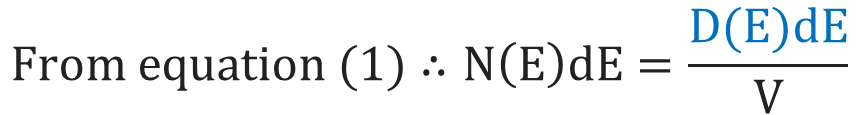 From equation (1) ∴ N(E)dE = D(E)dE / V